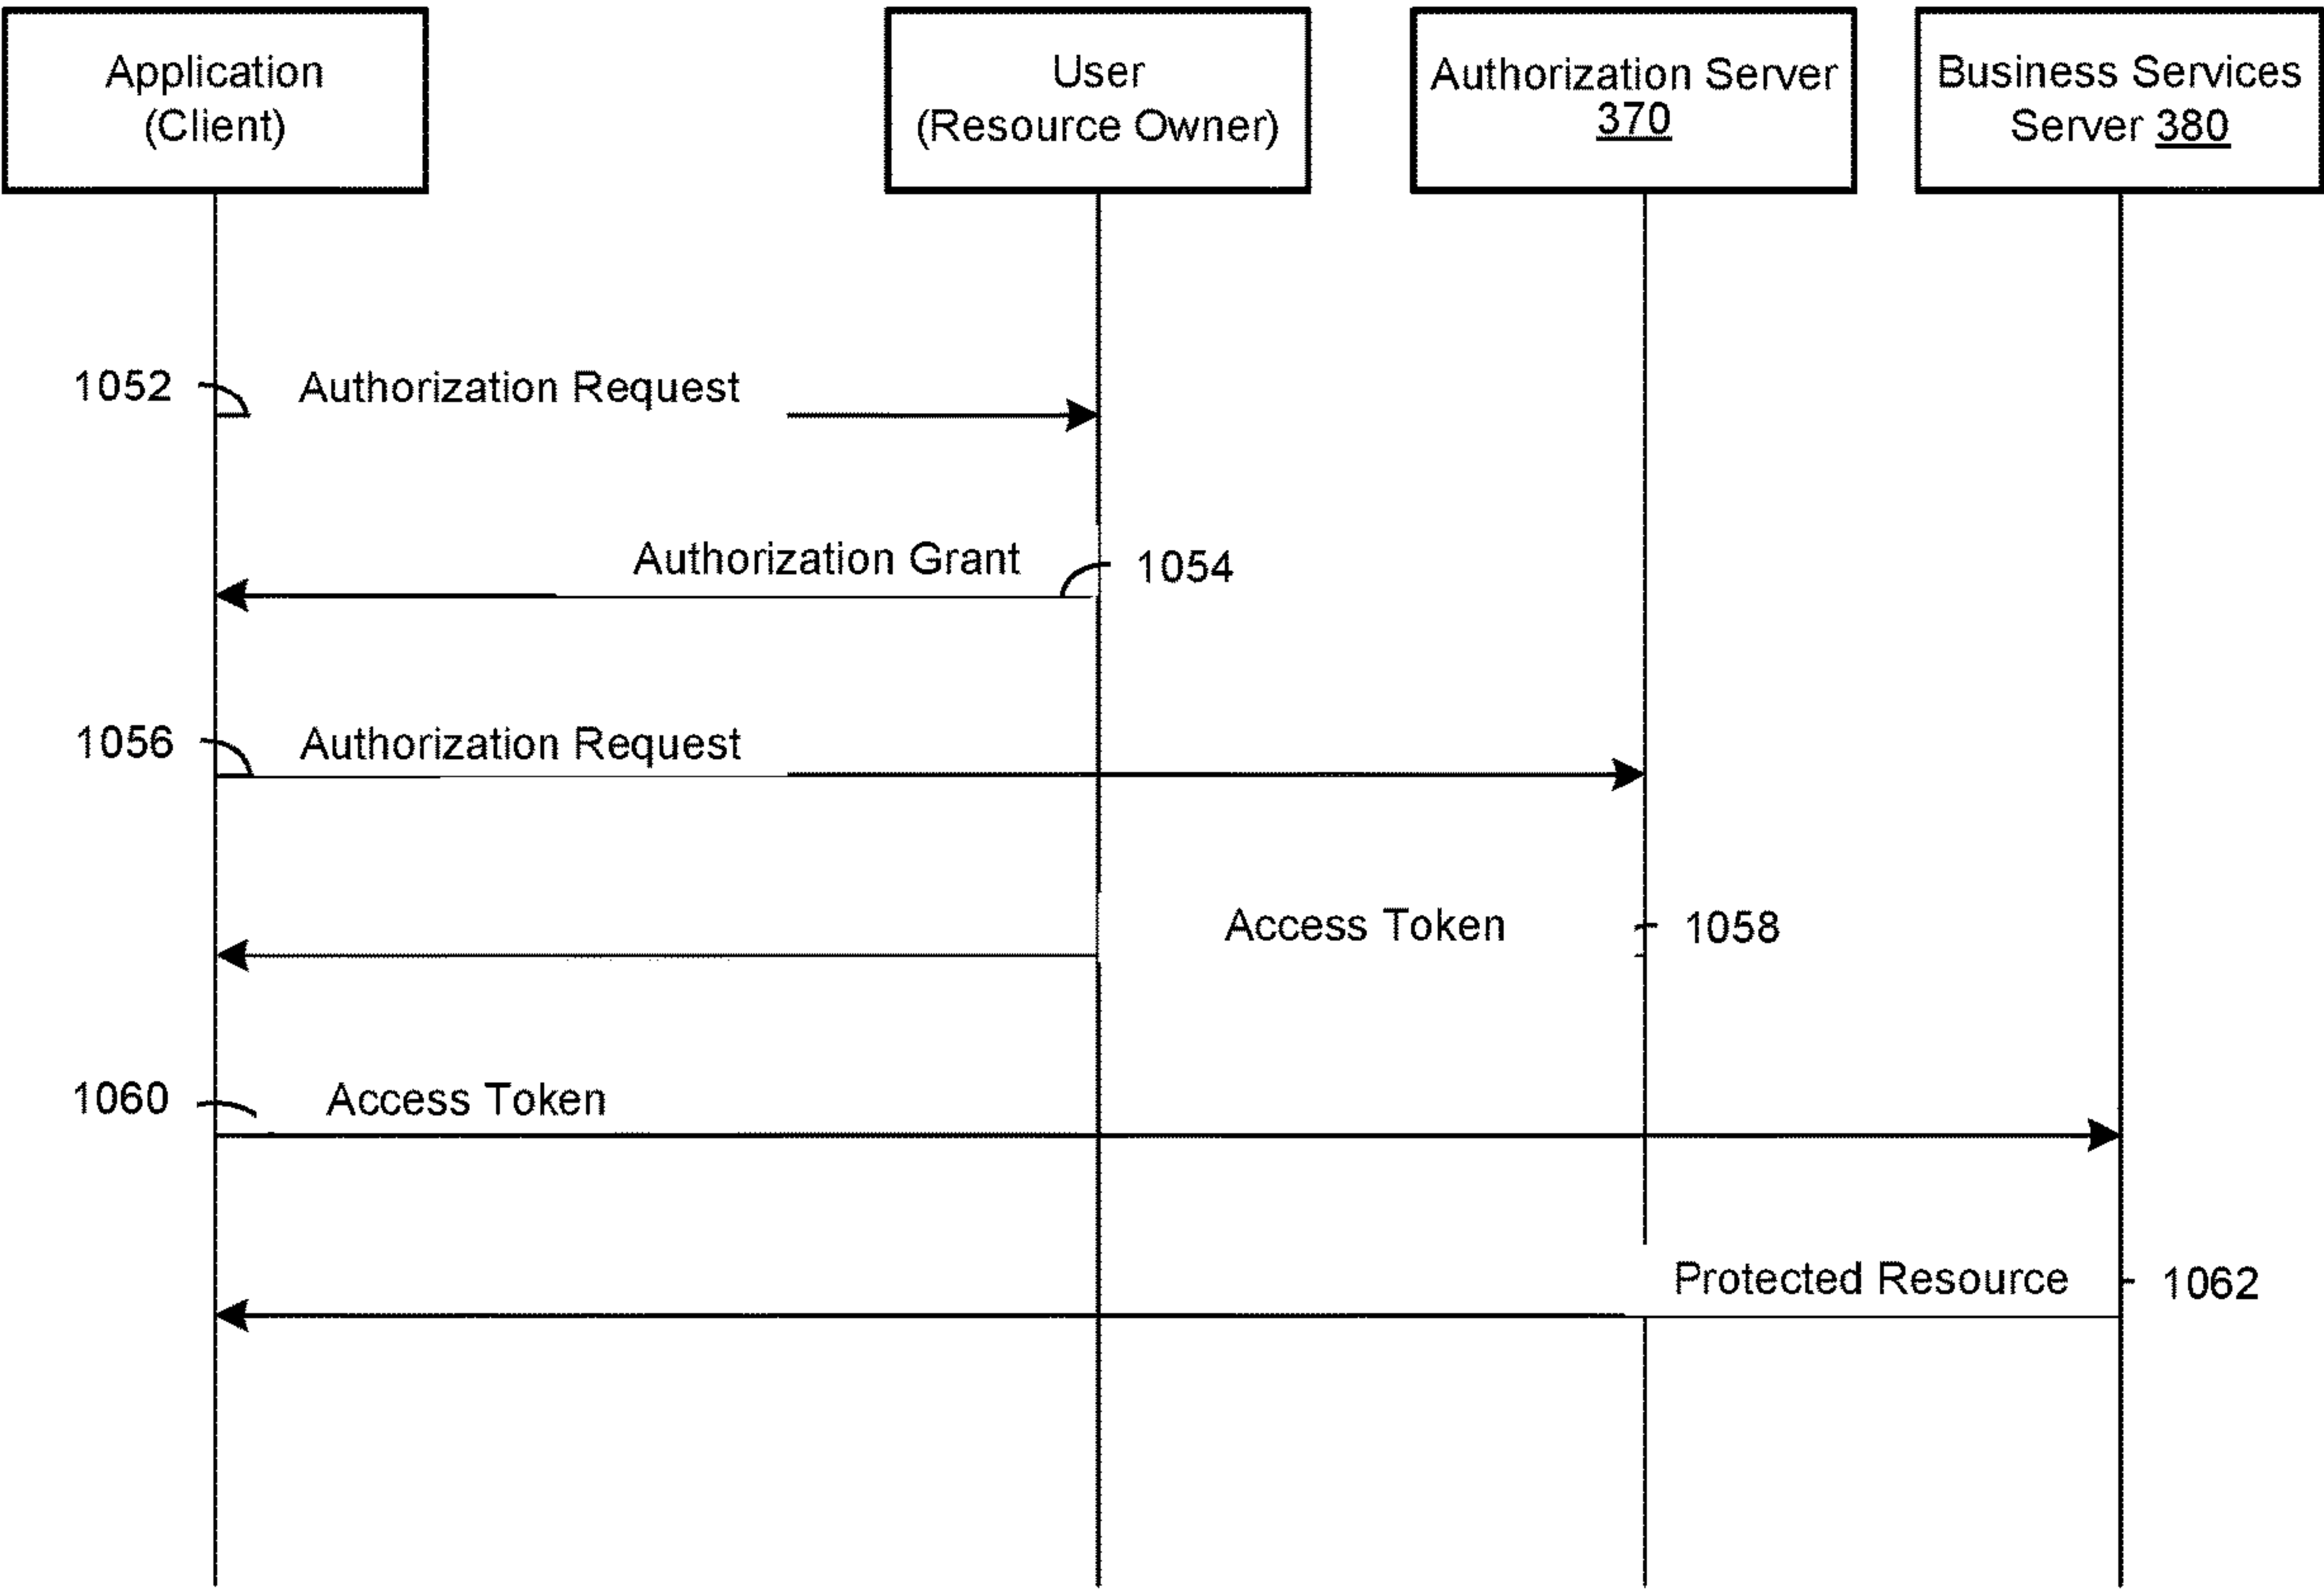 Application
(Client)
User
(Resource Owner)
Authorization Server
370
Business Services
Server 380
1052
Authorization Request
Authorization Grant
1054
1056
Authorization Request
Access Token
1058
1060
Access Token
Protected Resource
1062